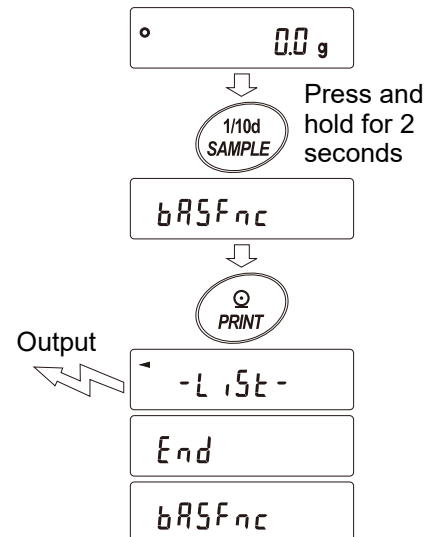 0.0 g
1/10d
SAMPLE
Press and
hold for 2
seconds
bASFnc
PRINT
Output
-LiSt-
End
bASFnc